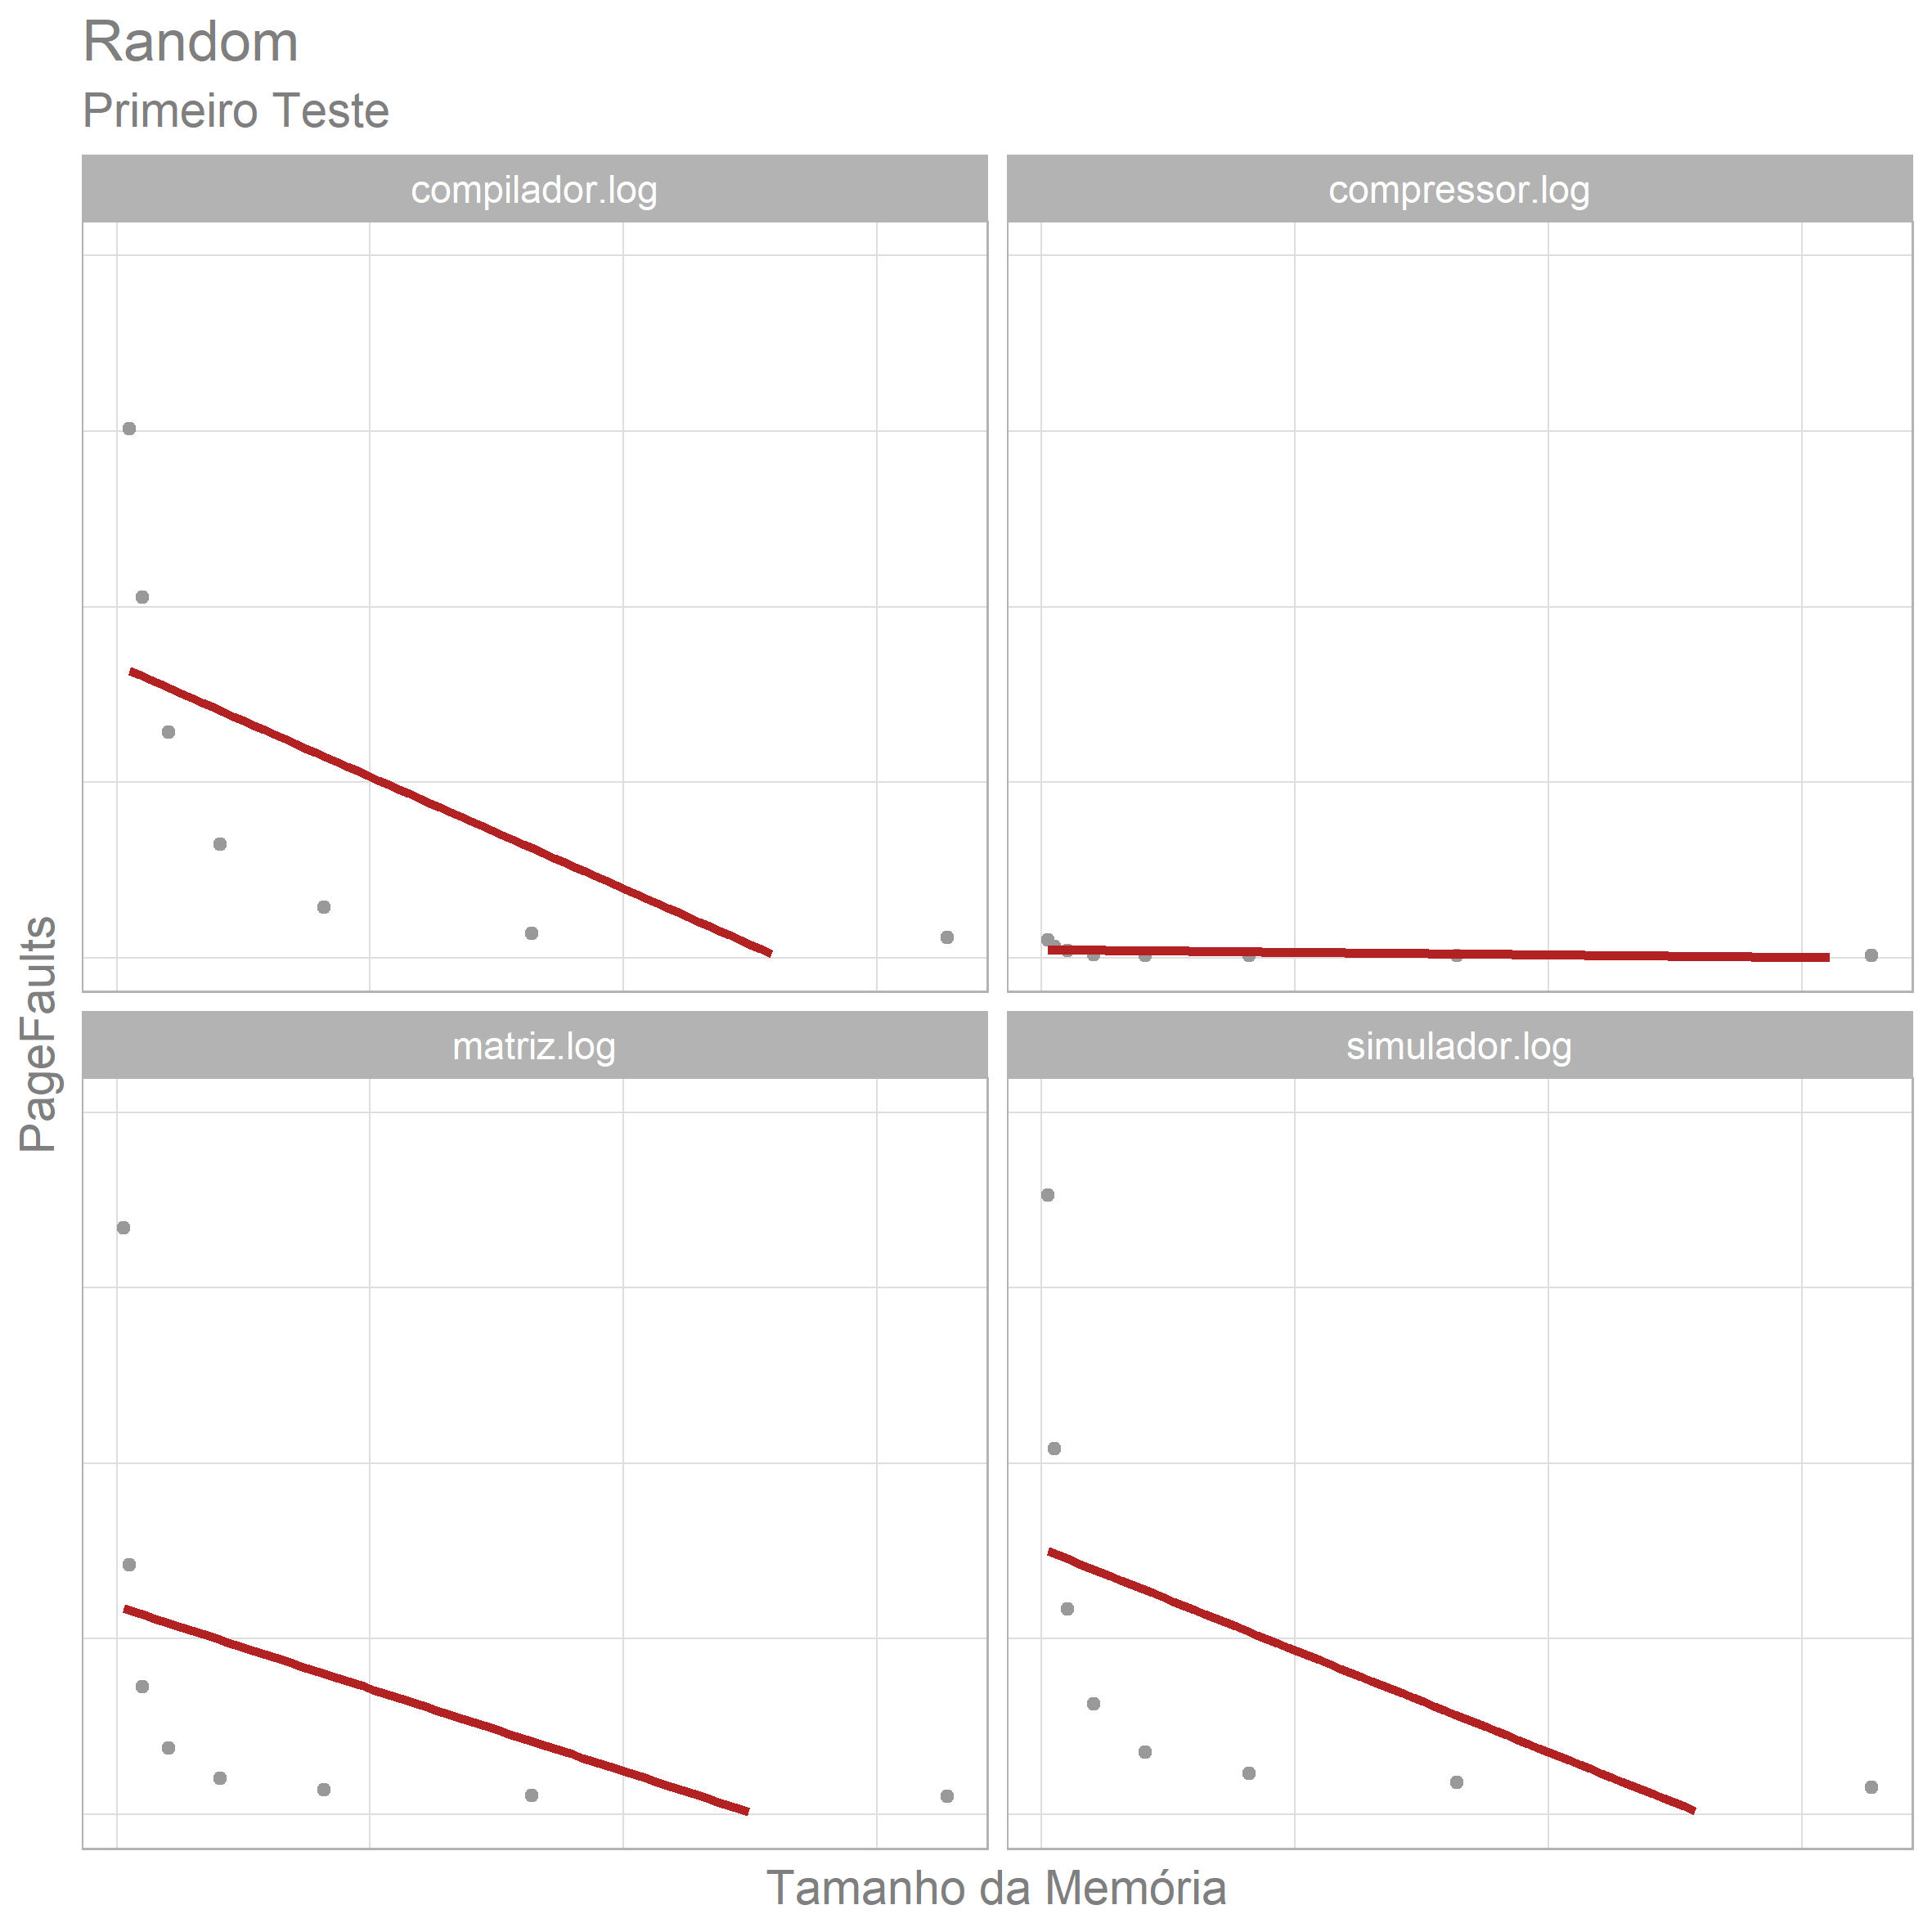 Random
Primeiro Teste
compilador.log
compressor.log
matriz.log
simulador.log
PageFaults
Tamanho da Memória